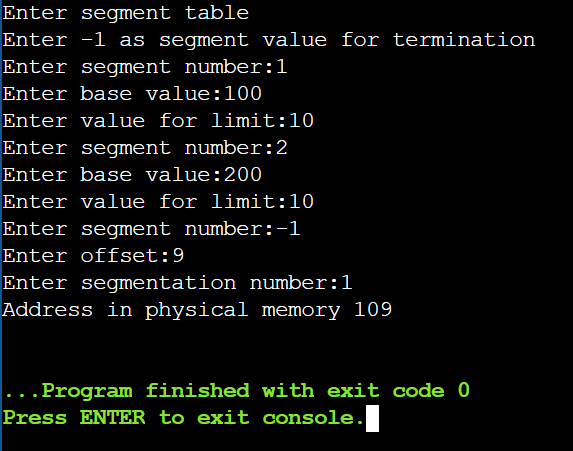 Enter segment table
Enter -1 as segment value for termination
Enter segment number:1
Enter base value:100
Enter value for limit:10
Enter segment number:2
Enter base value:200
Enter value for limit:10
Enter segment number:-1
Enter offset:9
Enter segmentation number:1
Address in physical memory 109
...Program finished with exit code 0
Press ENTER to exit console.